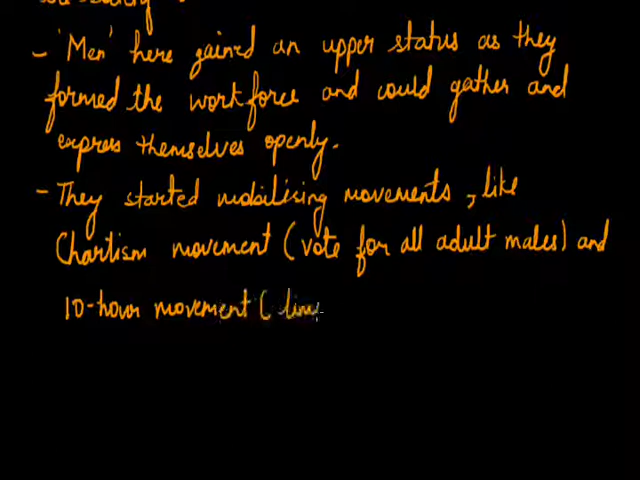 - 'Men' here gained an upper status as they
formed the workforce and could gather and
express themselves openly.
- They started mobilising movements, like
Chartism movement (vote for all adult males) and
10-hour movement (